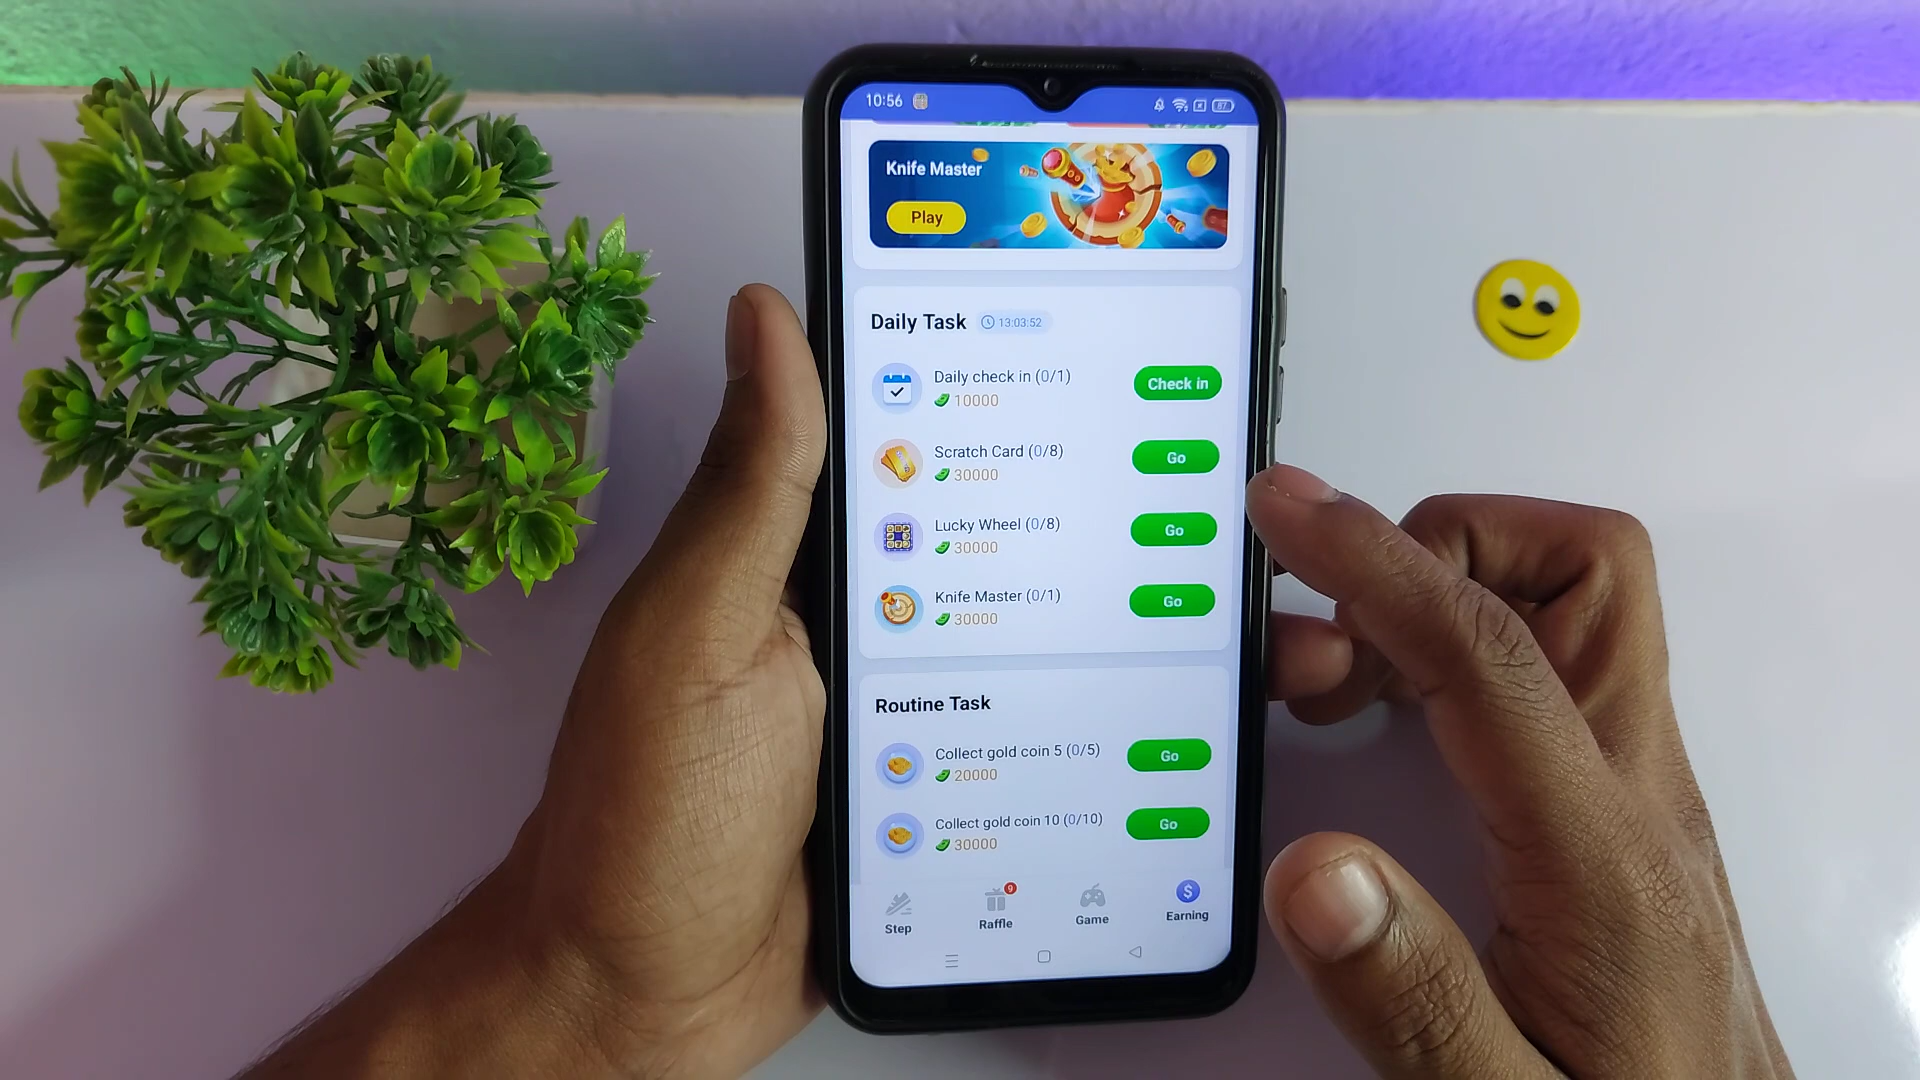 10:56
87
Knife Master
Play
Daily Task 13:03:52
Daily check in (0/1)
10000
Check in
Scratch Card (0/8)
30000
Go
Lucky Wheel (0/8)
30000
Go
Knife Master (0/1)
30000
Go
Routine Task
Collect gold coin 5 (0/5)
20000
Go
Collect gold coin 10 (0/10)
30000
Go
Step
9
Raffle
Game
$
Earning